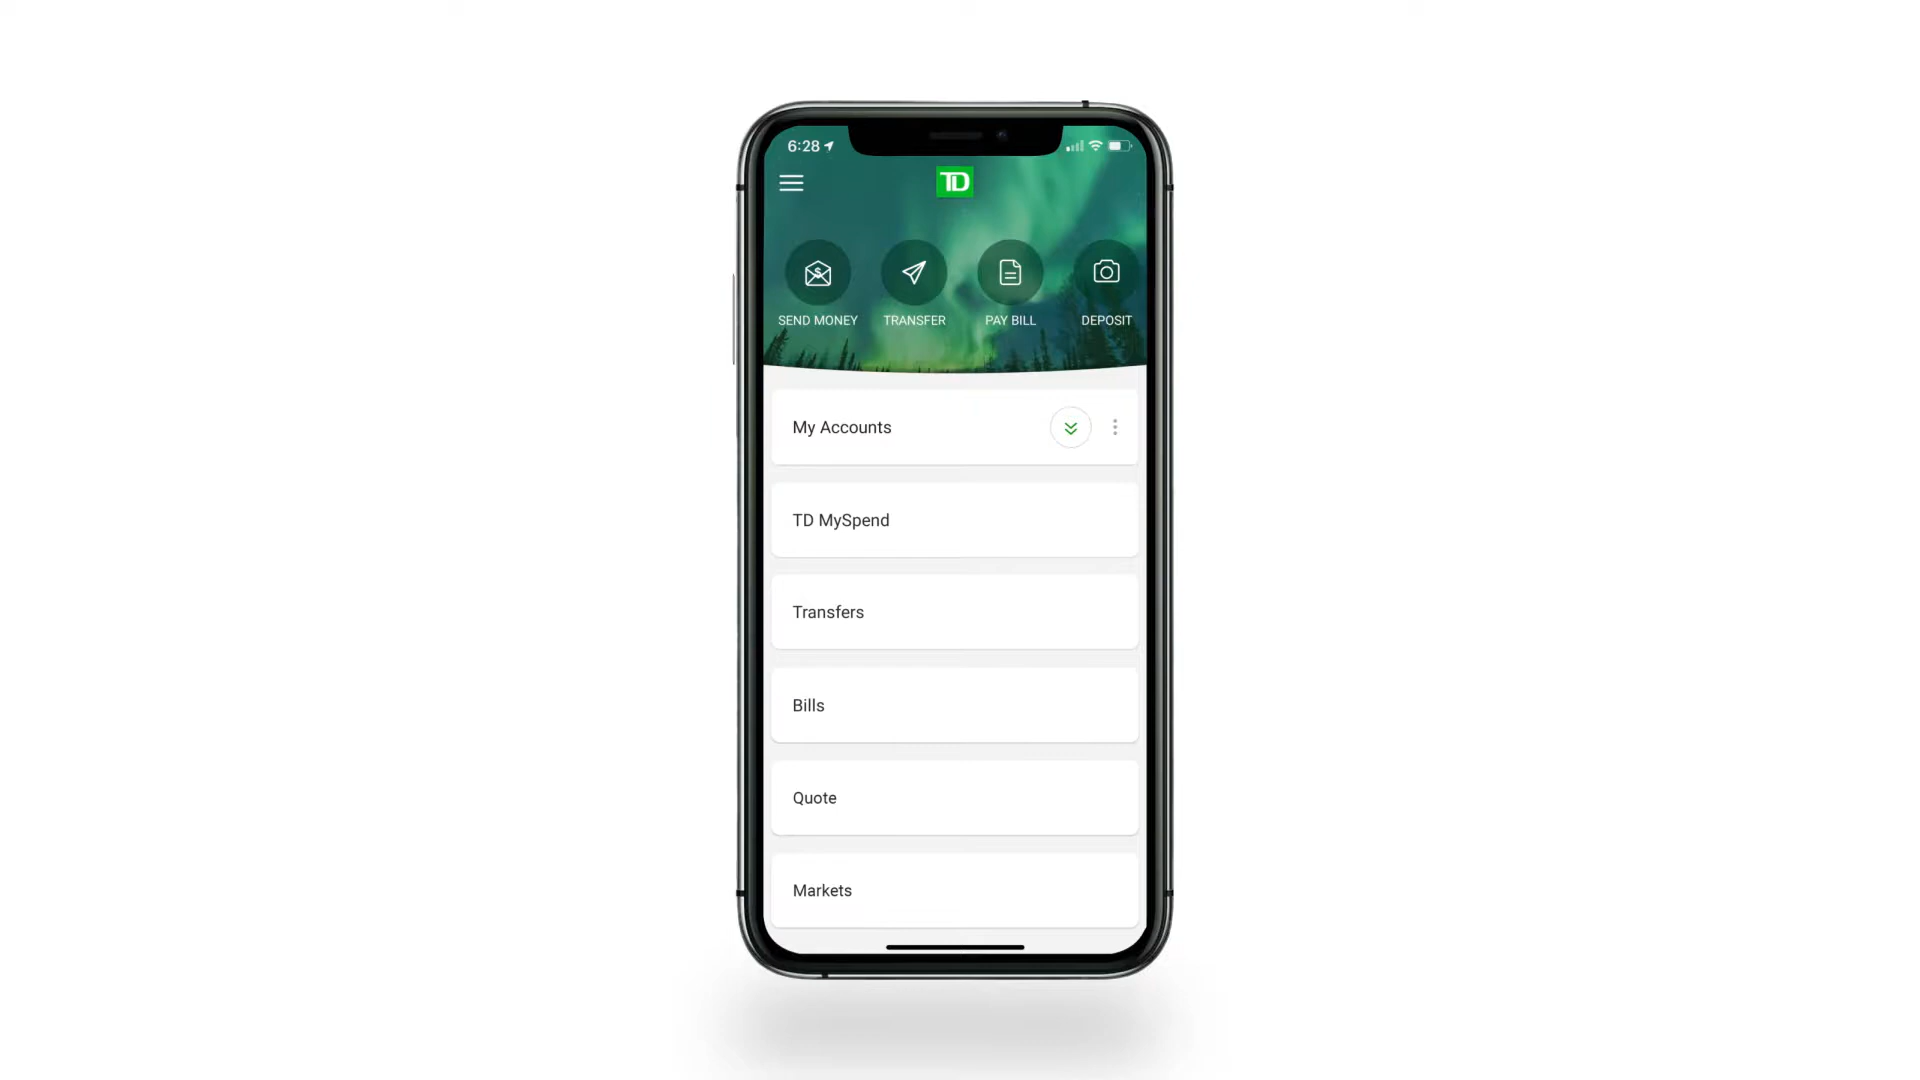 6:28
TD
SEND MONEY TRANSFER PAY BILL DEPOSIT
My Accounts
TD MySpend
Transfers
Bills
Quote
Markets